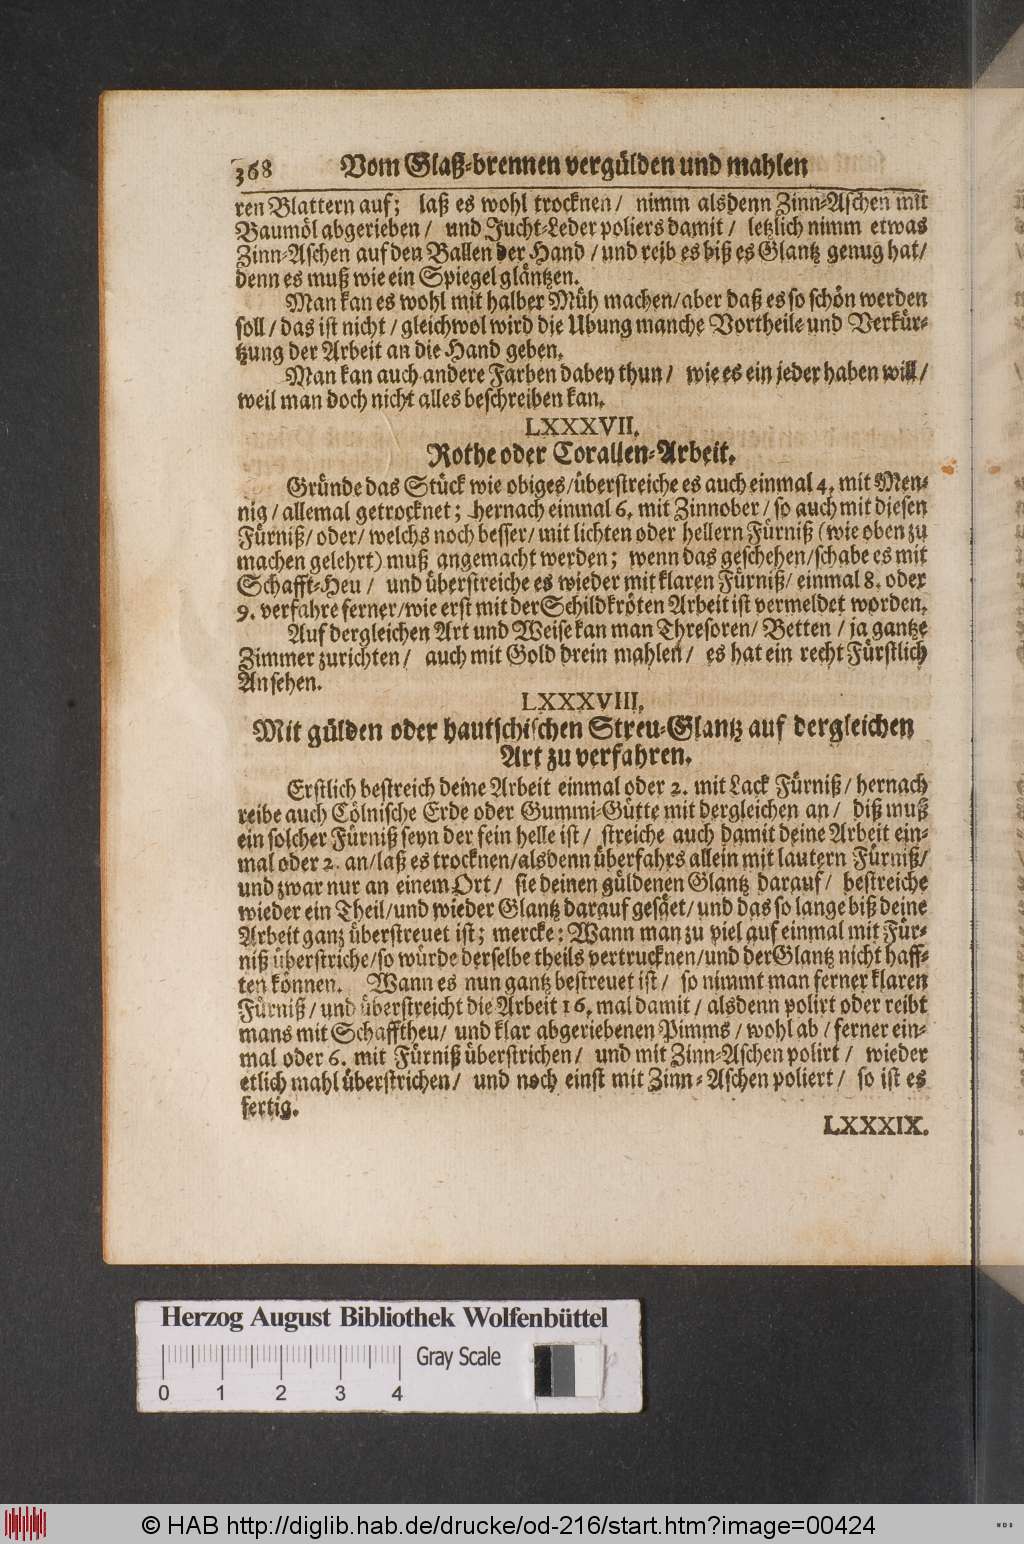 368 Vom Glaß-brennen vergülden und mahlen
ren Blattern auf; laß es wohl trocknen/ nimm alsdenn Zinn-Aschen mit
Baumöl abgerieben/ und Jucht-Leder poliers damit/ letzlich nimm etwas
Zinn-Aschen auf den Ballen der Hand/ und reib es biß es Glantz genug hat/
denn es muß wie ein Spiegel gläntzen.
Man kan es wohl mit halber Müh machen/ aber daß es so schön werden
soll/ das ist nicht/ gleichwol wird die Ubung manche Vortheile und Verkür-
tzung der Arbeit an die Hand geben.
Man kan auch andere Farben dabey thun/ wie es ein jeder haben will/
weil man doch nicht alles beschreiben kan.
LXXXVII.
Rothe oder Corallen-Arbeit.
Gründe das Stück wie obiges/ überstreiche es auch einmal 4. mit Men-
nig/ allemal getrocknet; hernach einmal 6. mit Zinnober/ so auch mit diesen
Fürniß/ oder/ welchs noch besser/ mit lichten oder hellern Fürniß (wie oben zu
machen gelehrt) muß angemacht werden; wenn das geschehen/ schabe es mit
Schafft-Heu/ und überstreiche es wieder mit klaren Fürniß/ einmal 8. oder
9. verfahre ferner/ wie erst mit der Schildkröten Arbeit ist vermeldet worden.
Auf dergleichen Art und Weise kan man Thresoren/ Betten/ ja gantze
Zimmer zurichten/ auch mit Gold drein mahlen/ es hat ein recht Fürstlich
Ansehen.
LXXXVIII.
Mit gülden oder hautschischen Streu-Glantz auf dergleichen
Art zu verfahren.
Erstlich bestreich deine Arbeit einmal oder 2. mit Lack Fürniß/ hernach
reibe auch Cölnische Erde oder Gummi-Gütte mit dergleichen an/ diß muß
ein solcher Fürniß seyn der fein helle ist/ streiche auch damit deine Arbeit ein-
mal oder 2. an/ laß es trocknen/ alsdenn überfahrs allein mit lautern Fürniß/
und zwar nur an einem Ort/ sie deinen güldenen Glantz darauf/ bestreiche
wieder ein Theil/ und wieder Glantz darauf gesäet/ und das so lange biß deine
Arbeit ganz überstreuet ist; mercke: Wann man zu viel auf einmal mit Für-
niß überstriche/ so würde derselbe theils vertrucknen/ und der Glantz nicht haff-
ten können. Wann es nun gantz bestreuet ist/ so nimmt man ferner klaren
Fürniß/ und überstreicht die Arbeit 16. mal damit/ alsdenn polirt oder reibt
mans mit Schafftheu/ und klar abgeriebenen Pimms/ wohl ab/ ferner ein-
mal oder 6. mit Fürniß überstrichen/ und mit Zinn-Aschen polirt/ wieder
etlich mahl überstrichen/ und noch einst mit Zinn-Aschen poliert/ so ist es
fertig.
LXXXIX.
Herzog August Bibliothek Wolfenbüttel
Gray Scale
0 1 2 3 4
© HAB http://diglib.hab.de/drucke/od-216/start.htm?image=00424